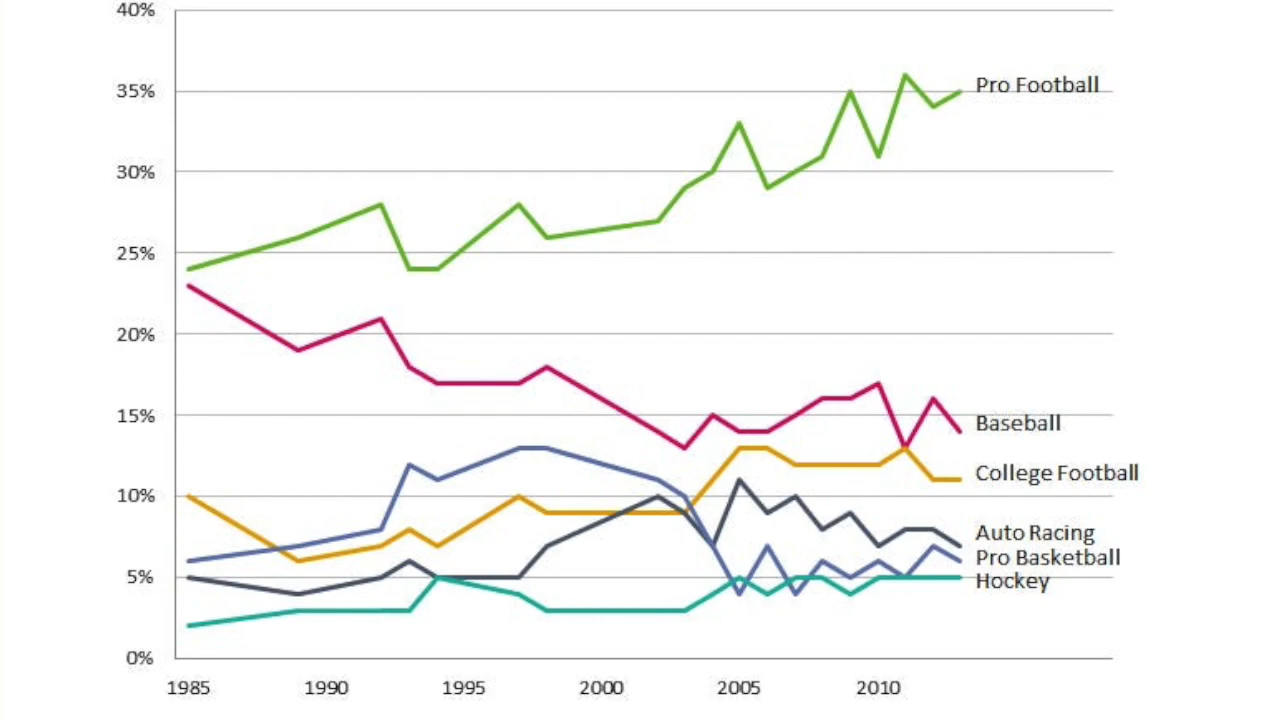 40%
35%
30%
25%
20%
15%
10%
5%
0%
1985 1990 1995 2000 2005 2010
Pro Football
Baseball
College Football
Auto Racing
Pro Basketball
Hockey